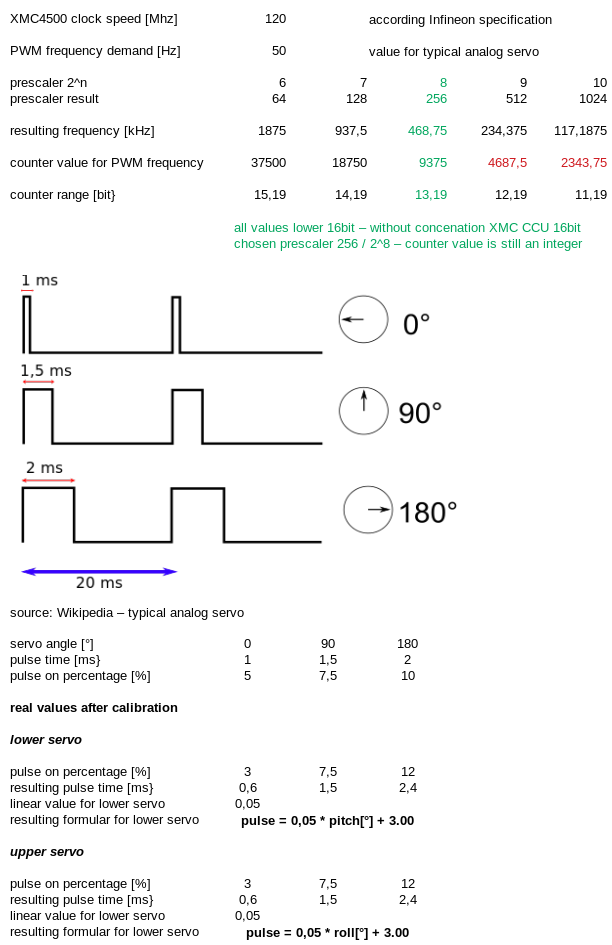 XMC4500 clock speed [Mhz] 120 according Infineon specification
PWM frequency demand [Hz] 50 value for typical analog servo
prescaler 2^n 6 7 8 9 10
prescaler result 64 128 256 512 1024
resulting frequency [kHz] 1875 937,5 468,75 234,375 117,1875
counter value for PWM frequency 37500 18750 9375 4687,5 2343,75
counter range [bit} 15,19 14,19 13,19 12,19 11,19
all values lower 16bit – without concenation XMC CCU 16bit
chosen prescaler 256 / 2^8 – counter value is still an integer
1 ms
0°
1,5 ms
90°
2 ms
180°
20 ms
source: Wikipedia – typical analog servo
servo angle [°] 0 90 180
pulse time [ms} 1 1,5 2
pulse on percentage [%] 5 7,5 10
real values after calibration
lower servo
pulse on percentage [%] 3 7,5 12
resulting pulse time [ms} 0,6 1,5 2,4
linear value for lower servo 0,05
resulting formular for lower servo pulse = 0,05 * pitch[°] + 3.00
upper servo
pulse on percentage [%] 3 7,5 12
resulting pulse time [ms} 0,6 1,5 2,4
linear value for lower servo 0,05
resulting formular for lower servo pulse = 0,05 * roll[°] + 3.00